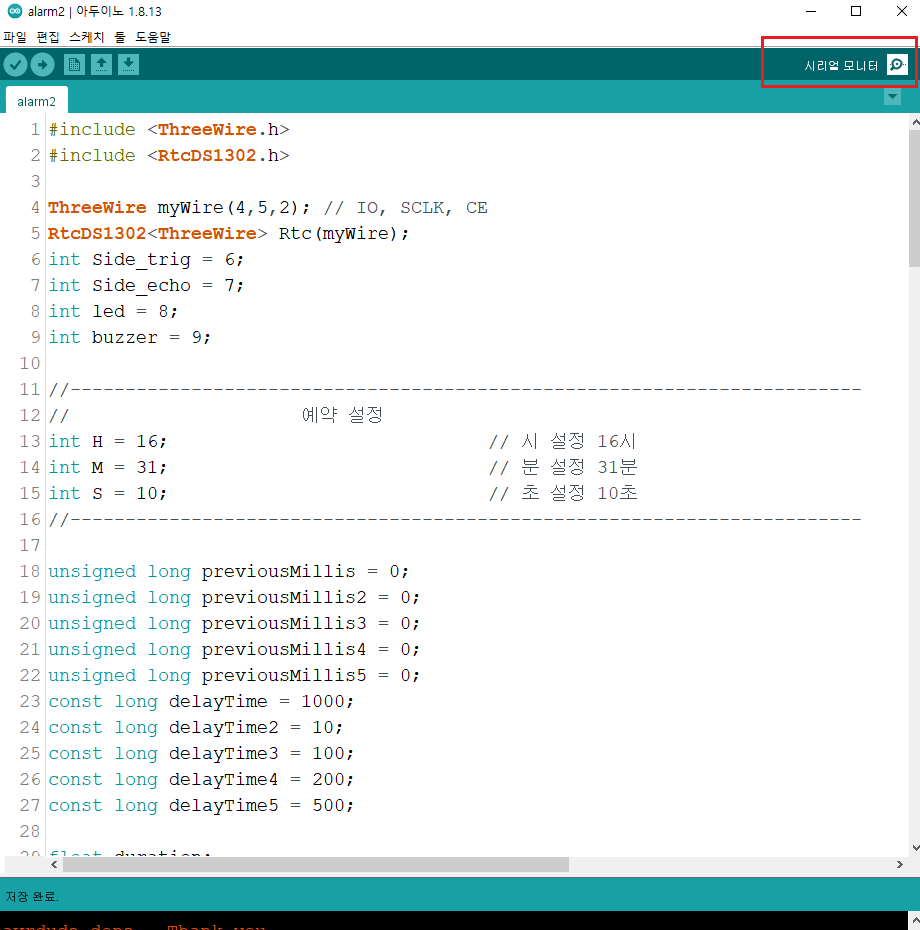 alarm2 | 아두이노 1.8.13
파일 편집 스케치 툴 도움말
시리얼 모니터
alarm2
1 #include <ThreeWire.h>
2 #include <RtcDS1302.h>
3
4 ThreeWire myWire(4,5,2); // IO, SCLK, CE
5 RtcDS1302<ThreeWire> Rtc(myWire);
6 int Side_trig = 6;
7 int Side_echo = 7;
8 int led = 8;
9 int buzzer = 9;
10
11 //------------------------------------------------------------------------
12 // 예약 설정
13 int H = 16; // 시 설정 16시
14 int M = 31; // 분 설정 31분
15 int S = 10; // 초 설정 10초
16 //------------------------------------------------------------------------
17
18 unsigned long previousMillis = 0;
19 unsigned long previousMillis2 = 0;
20 unsigned long previousMillis3 = 0;
21 unsigned long previousMillis4 = 0;
22 unsigned long previousMillis5 = 0;
23 const long delayTime = 1000;
24 const long delayTime2 = 10;
25 const long delayTime3 = 100;
26 const long delayTime4 = 200;
27 const long delayTime5 = 500;
28
29 float duration;
저장 완료.
avrdude done. Thank you.